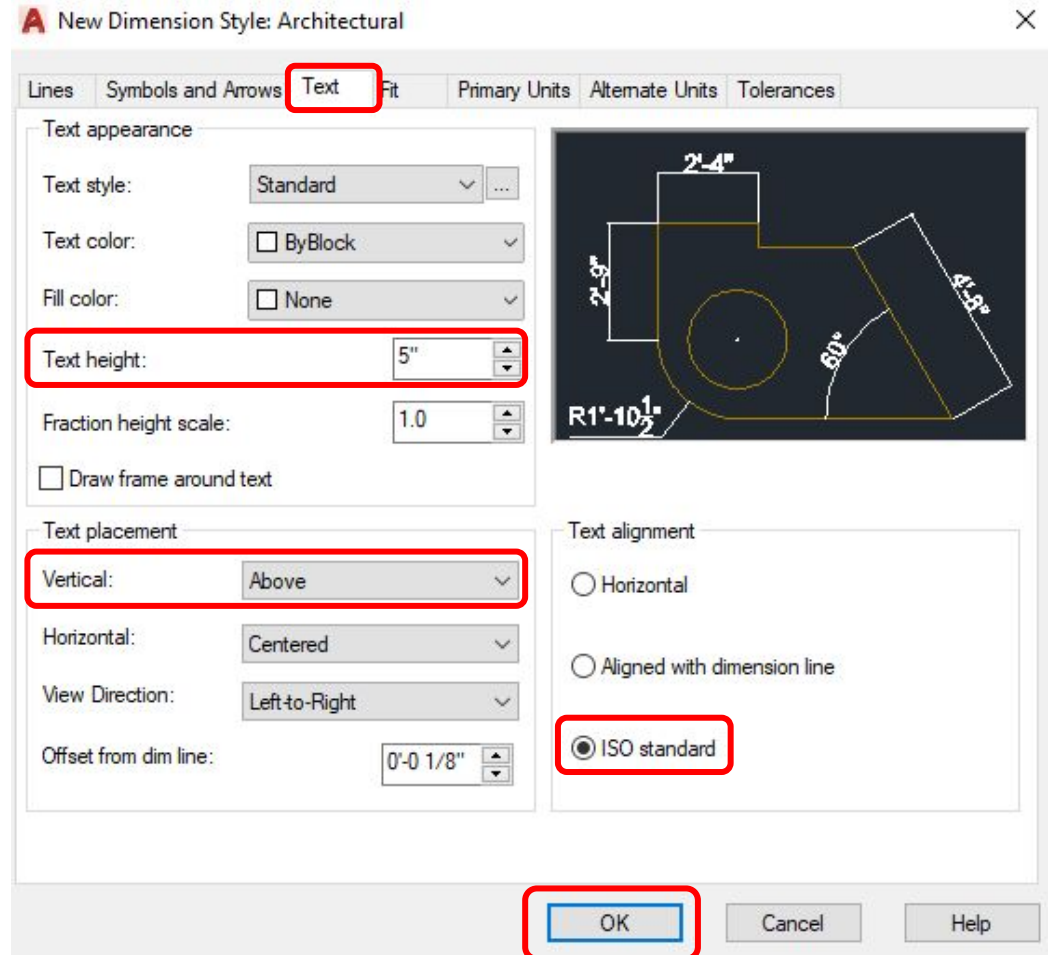 New Dimension Style: Architectural
Lines Symbols and Arrows Text Fit Primary Units Alternate Units Tolerances
Text appearance
Text style: Standard ...
Text color: ByBlock
Fill color: None
Text height: 5"
Fraction height scale: 1.0
Draw frame around text
2'-4"
2'-9"
4'-8"
60°
R1'-10 1/2"
Text placement
Vertical: Above
Horizontal: Centered
View Direction: Left-to-Right
Offset from dim line: 0'-0 1/8"
Text alignment
Horizontal
Aligned with dimension line
ISO standard
OK Cancel Help